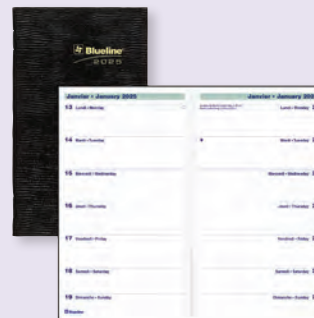 Blueline
2025
Janvier • January 2025
13 Lundi • Monday
14 Mardi • Tuesday
15 Mercredi • Wednesday
16 Jeudi • Thursday
17 Vendredi • Friday
18 Samedi • Saturday
19 Dimanche • Sunday
Blueline
Janvier • January 202
Lundi • Monday
Mardi • Tuesday
Mercredi • Wednesday
Jeudi • Thursday
Vendredi • Friday
Samedi • Saturday
Dimanche • Sunday